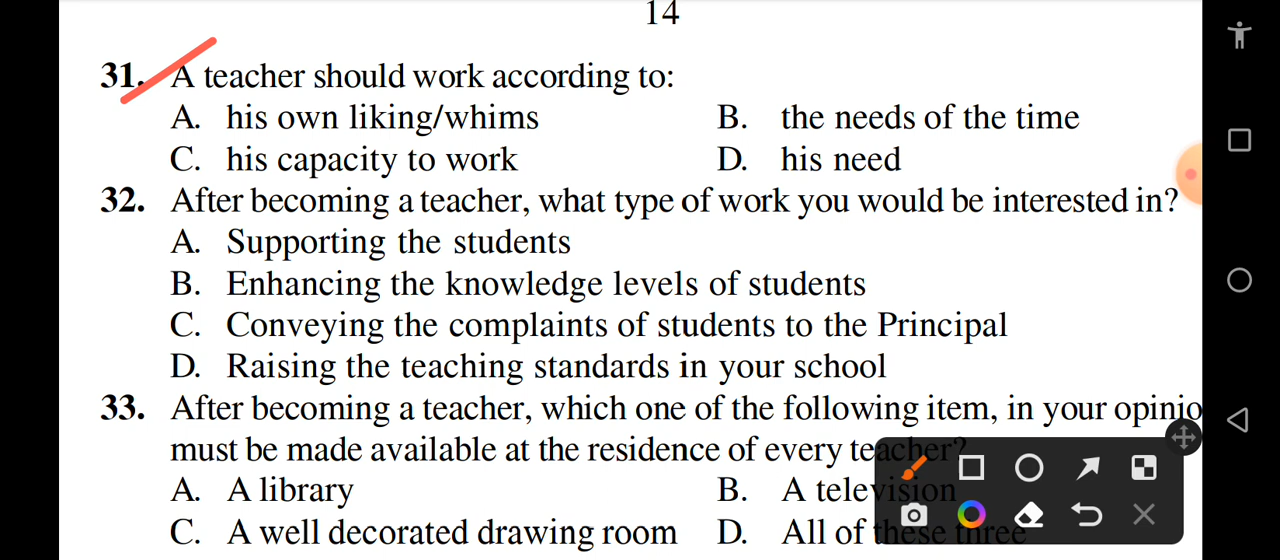 14
31. A teacher should work according to:
A. his own liking/whims B. the needs of the time
C. his capacity to work D. his need
32. After becoming a teacher, what type of work you would be interested in?
A. Supporting the students
B. Enhancing the knowledge levels of students
C. Conveying the complaints of students to the Principal
D. Raising the teaching standards in your school
33. After becoming a teacher, which one of the following item, in your opinio
must be made available at the residence of every teacher?
A. A library B. A television
C. A well decorated drawing room D. All of these three